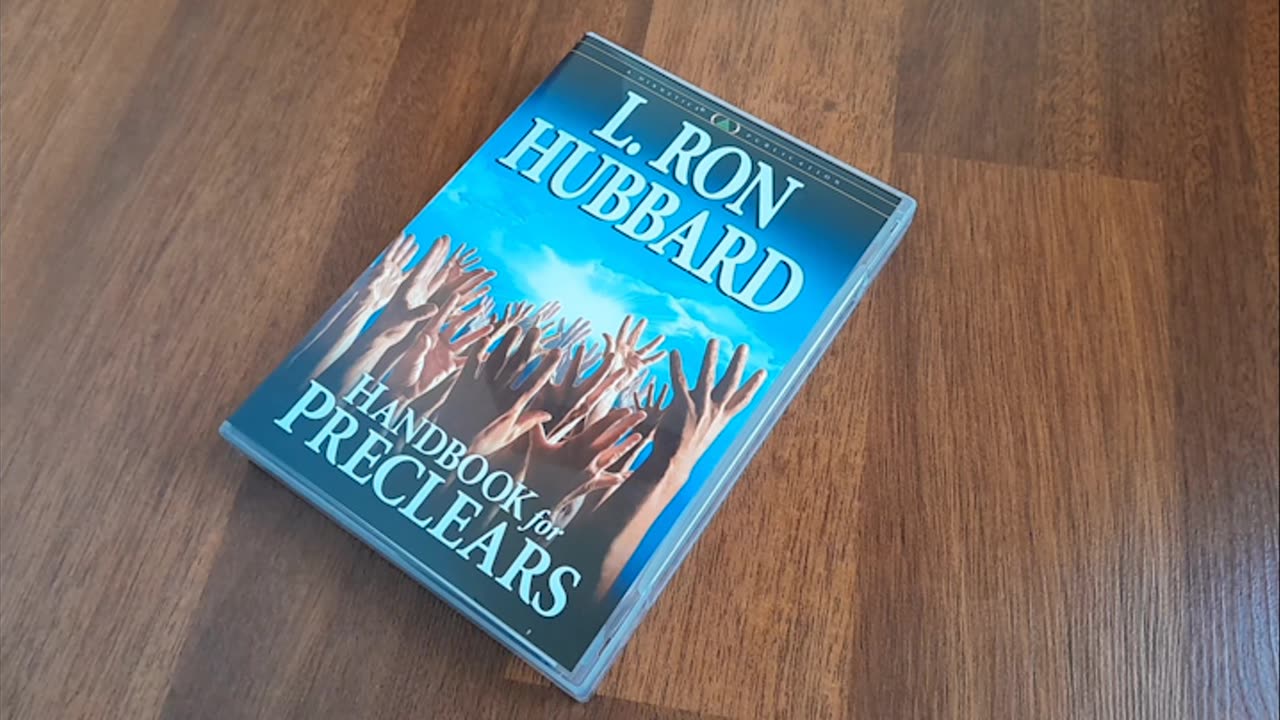 A DIANETICS® PUBLICATION
L. RON
HUBBARD
HANDBOOK for
PRECLEARS